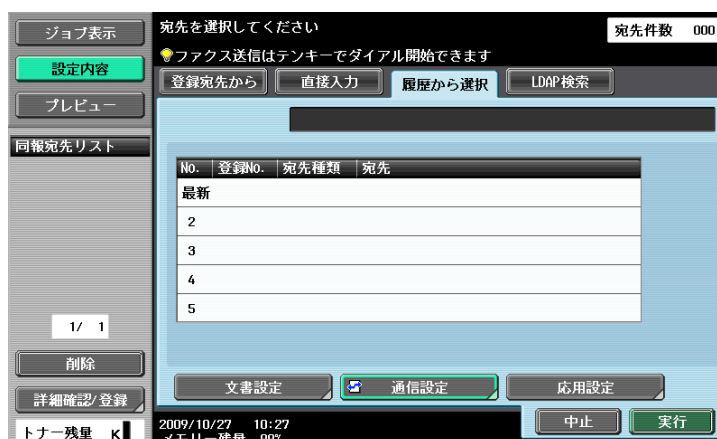 ジョブ表示
設定内容
プレビュー
同報宛先リスト
1/ 1
削除
詳細確認/登録
トナー残量 K
宛先を選択してください
宛先件数 000
ファクス送信はテンキーでダイアル開始できます
登録宛先から 直接入力 履歴から選択 LDAP検索
No. 登録No. 宛先種類 宛先
最新
2
3
4
5
文書設定 通信設定 応用設定
2009/10/27 10:27
メモリー残量 99%
中止 実行